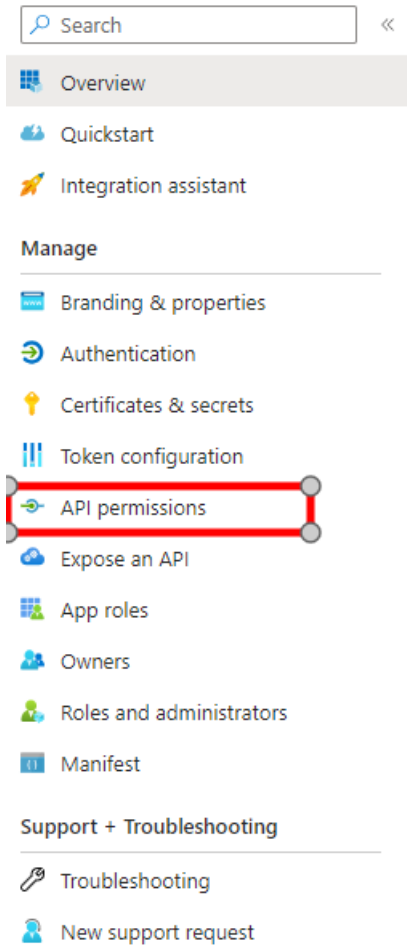 Search
Overview
Quickstart
Integration assistant
Manage
Branding & properties
Authentication
Certificates & secrets
Token configuration
API permissions
Expose an API
App roles
Owners
Roles and administrators
Manifest
Support + Troubleshooting
Troubleshooting
New support request